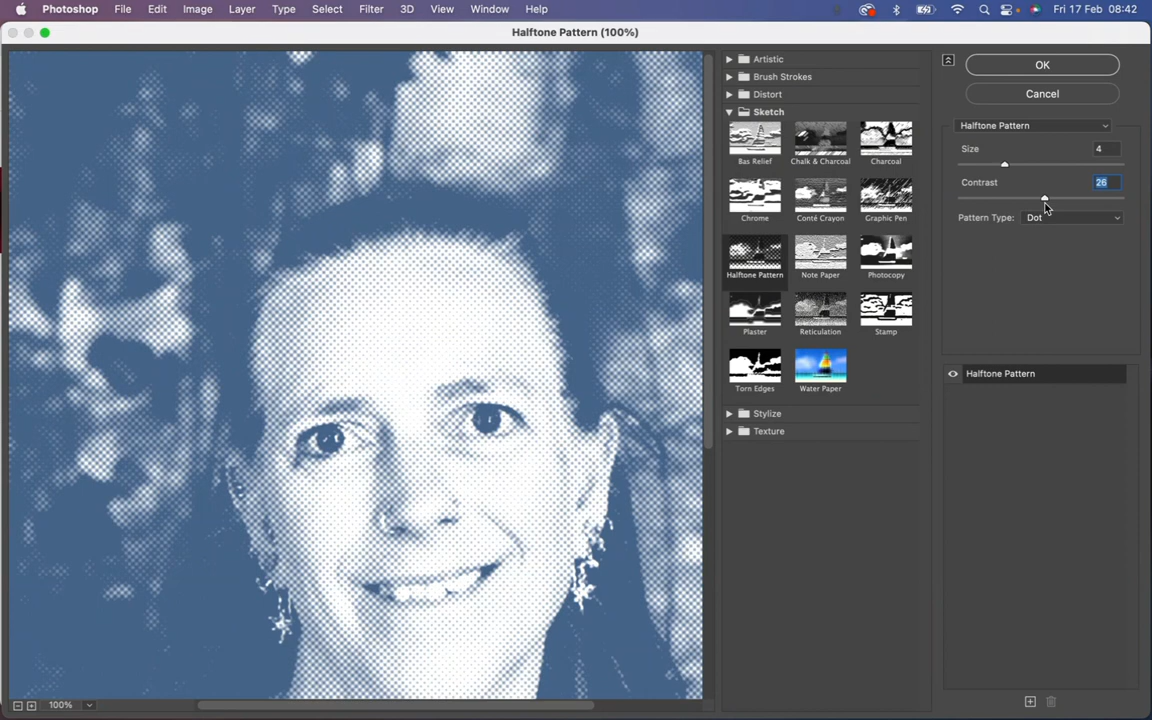 Photoshop File Edit Image Layer Type Select Filter 3D View Window Help Fri 17 Feb 08:42
Halftone Pattern (100%)
Artistic
Brush Strokes
Distort
Sketch
Bas Relief Chalk & Charcoal Charcoal
Chrome Conté Crayon Graphic Pen
Halftone Pattern Note Paper Photocopy
Plaster Reticulation Stamp
Torn Edges Water Paper
Stylize
Texture
OK
Cancel
Halftone Pattern
Size 4
Contrast 26
Pattern Type: Dot
Halftone Pattern
100%